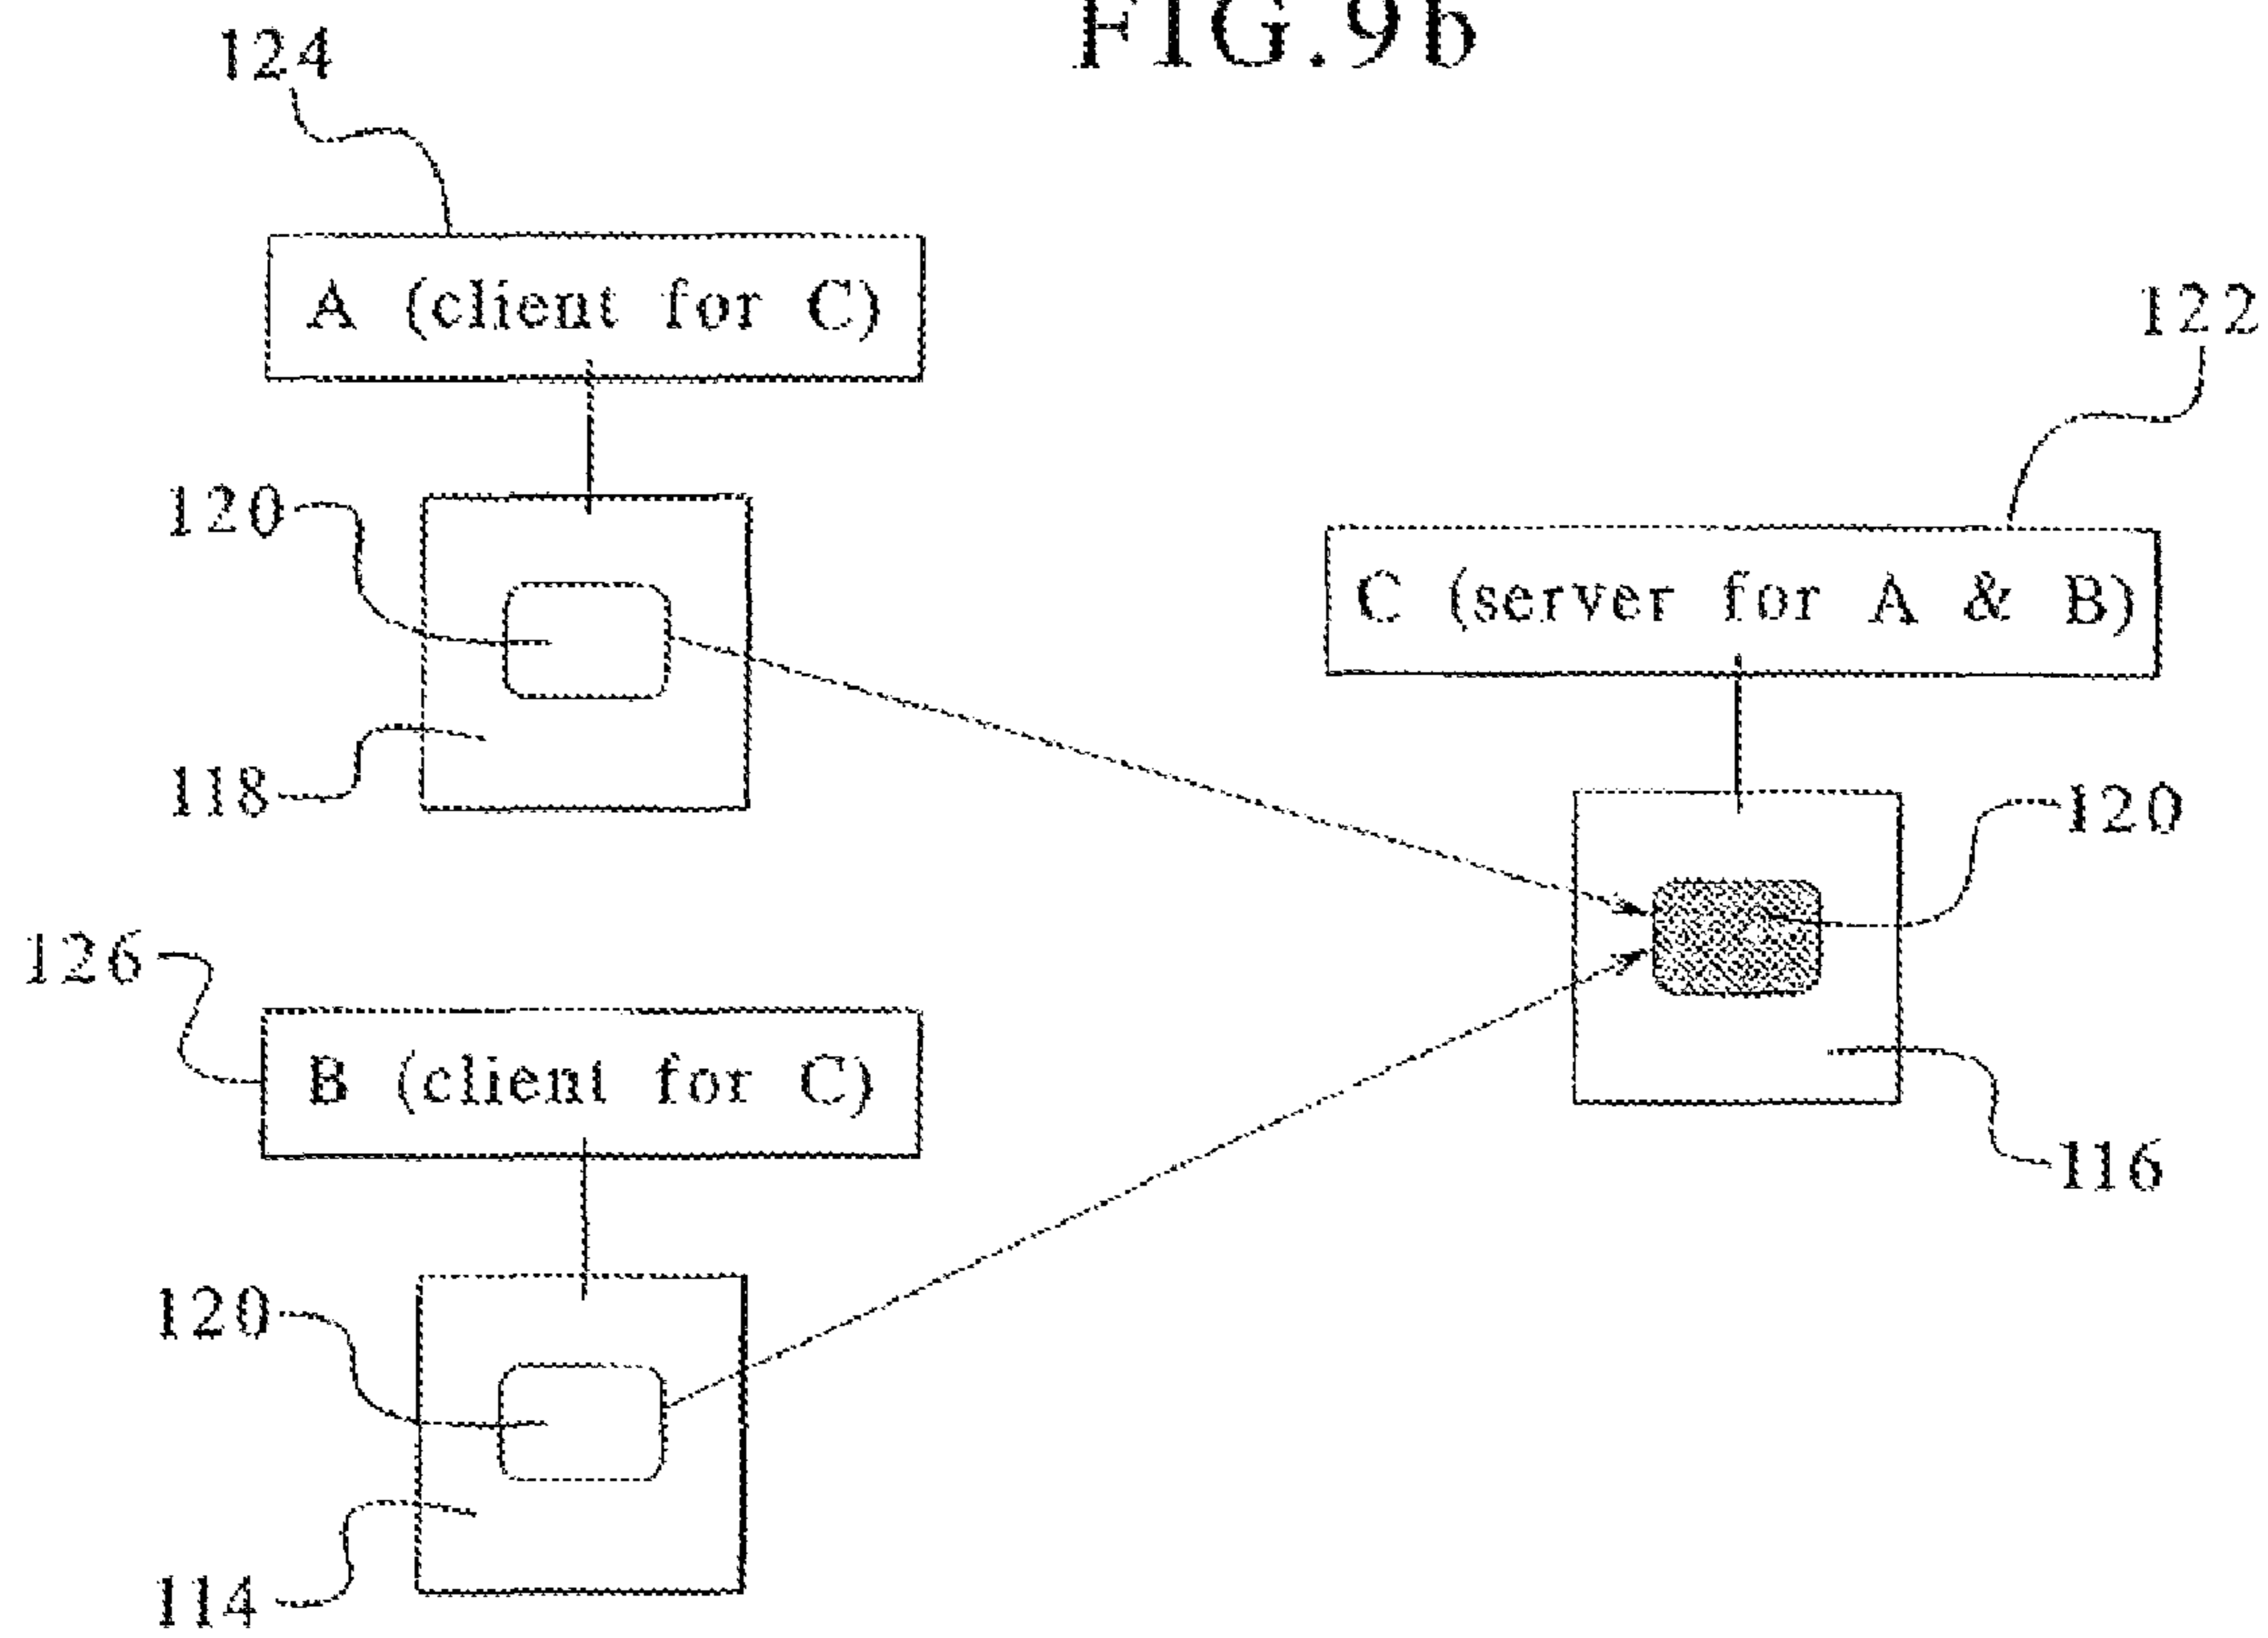 FIG.9b
124
A (client for C)
122
120
C (server for A & B)
118
120
126
B (client for C)
116
120
114